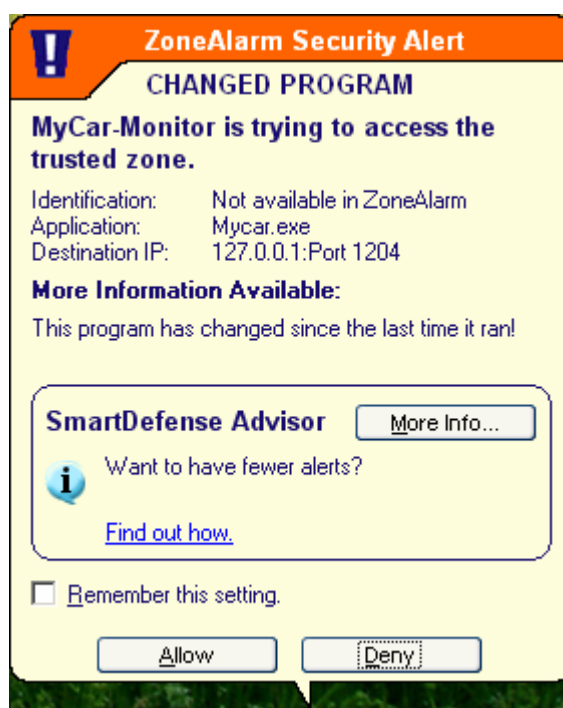 ZoneAlarm Security Alert
CHANGED PROGRAM
MyCar-Monitor is trying to access the
trusted zone.
Identification: Not available in ZoneAlarm
Application: Mycar.exe
Destination IP: 127.0.0.1:Port 1204
More Information Available:
This program has changed since the last time it ran!
SmartDefense Advisor More Info...
Want to have fewer alerts?
Find out how.
Remember this setting.
Allow Deny